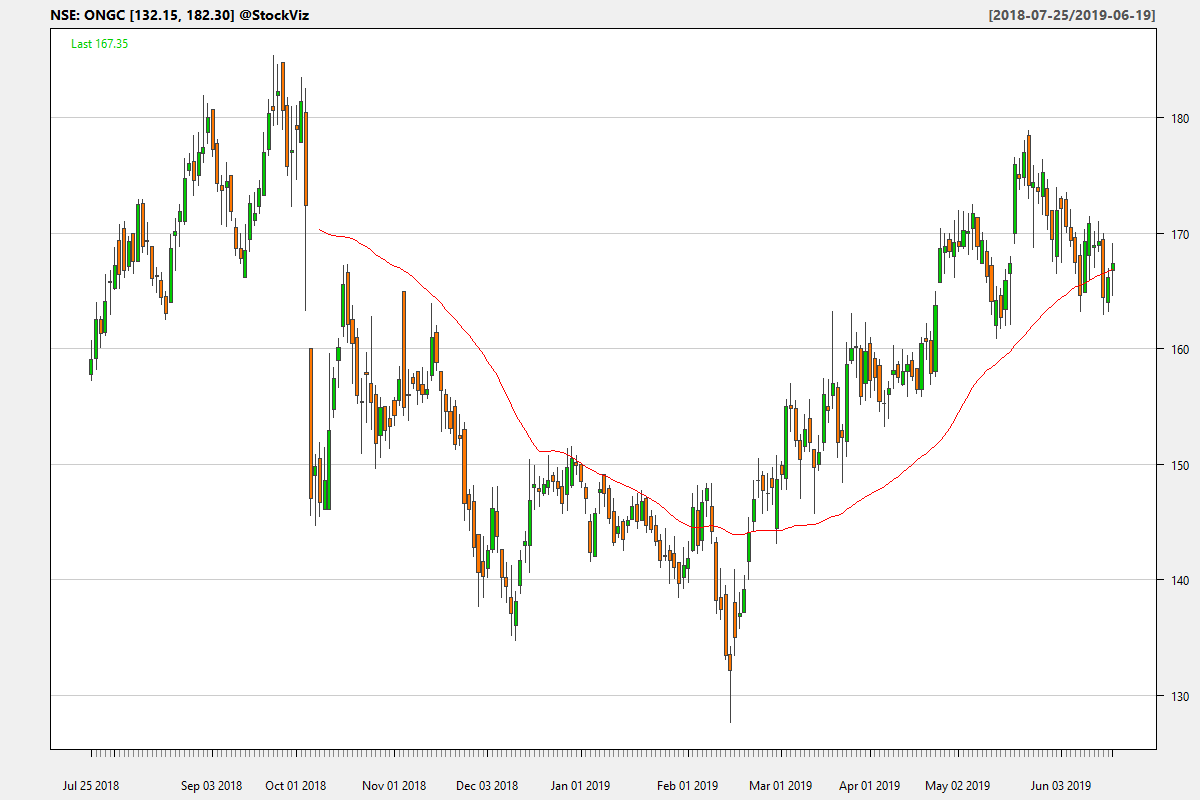 NSE: ONGC [132.15, 182.30] @StockViz [2018-07-25/2019-06-19]
Last 167.35
180
170
160
150
140
130
Jul 25 2018 Sep 03 2018 Oct 01 2018 Nov 01 2018 Dec 03 2018 Jan 01 2019 Feb 01 2019 Mar 01 2019 Apr 01 2019 May 02 2019 Jun 03 2019